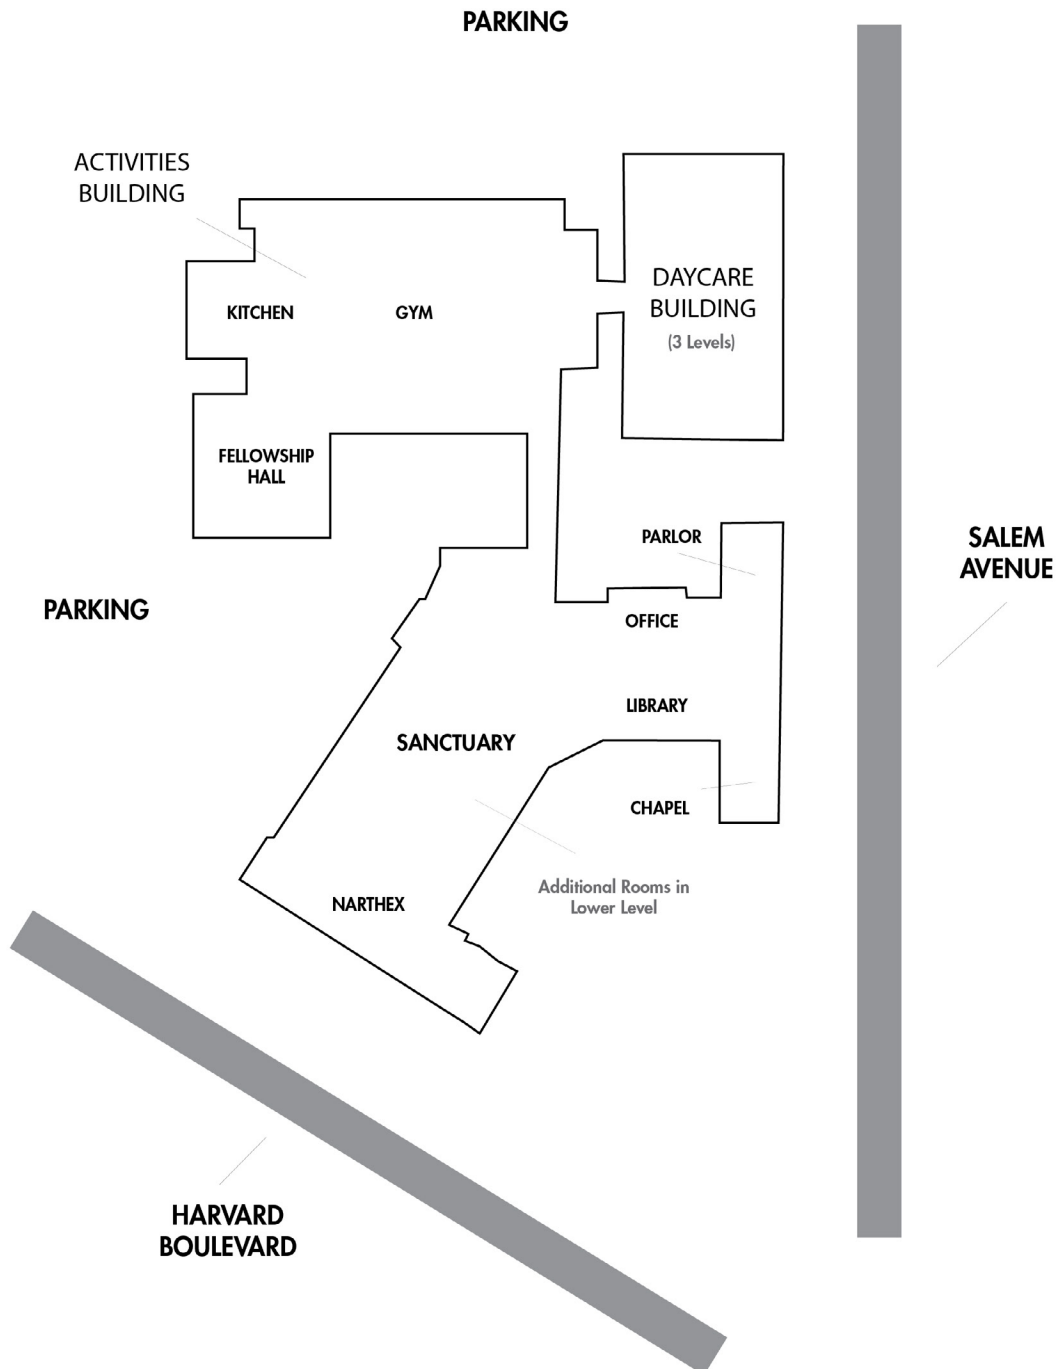 PARKING
ACTIVITIES
BUILDING
DAYCARE
BUILDING
(3 Levels)
KITCHEN
GYM
FELLOWSHIP
HALL
PARLOR
SALEM
AVENUE
PARKING
OFFICE
LIBRARY
SANCTUARY
CHAPEL
Additional Rooms in
Lower Level
NARTHEX
HARVARD
BOULEVARD